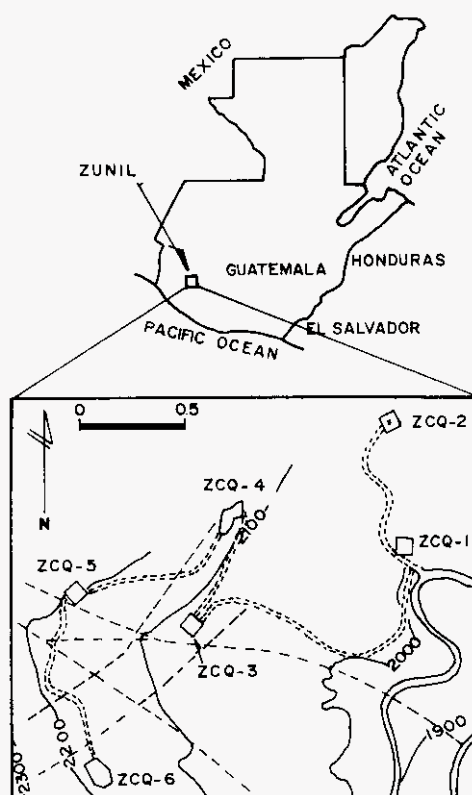 MEXICO
ZUNIL
ATLANTIC
OCEAN
GUATEMALA
HONDURAS
EL SALVADOR
PACIFIC OCEAN
0
0.5
N
ZCQ-2
ZCQ-4
2100
ZCQ-1
ZCQ-5
ZCQ-3
2000
1900
2300
2200
ZCQ-6